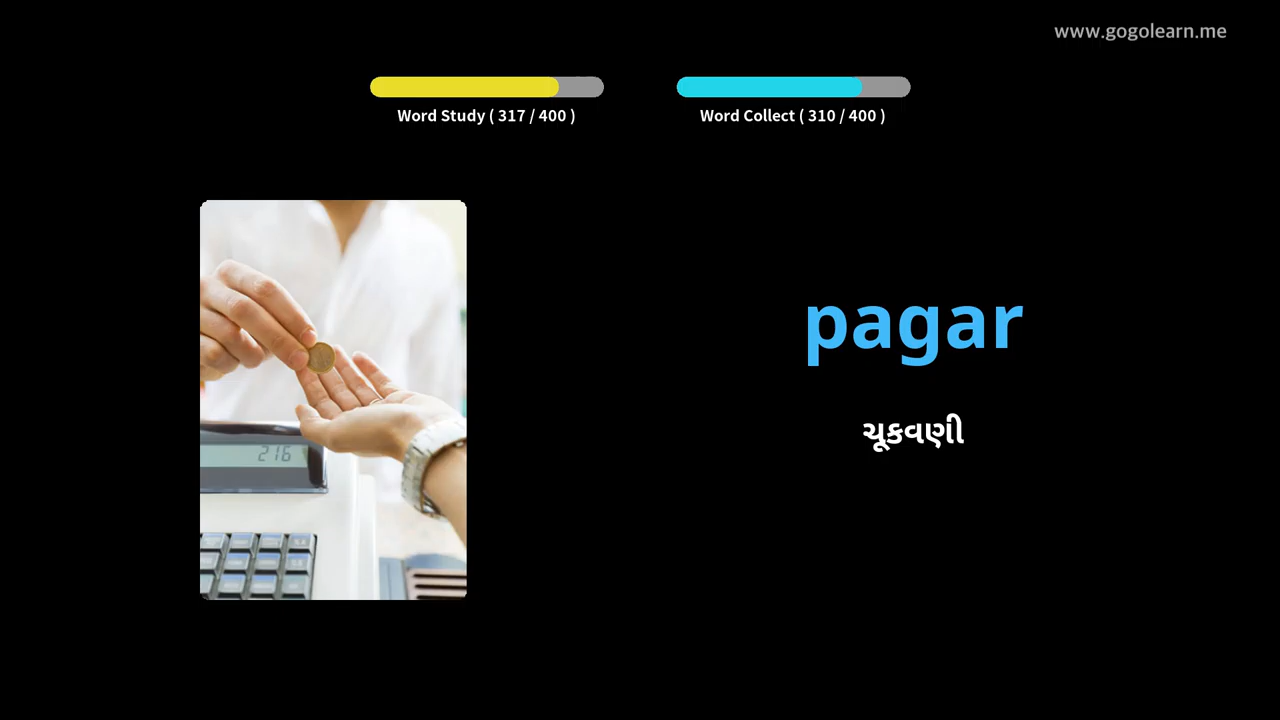 www.gogolearn.me
Word Study ( 317 / 400 )
Word Collect ( 310 / 400 )
pagar
ચૂકવણી
216